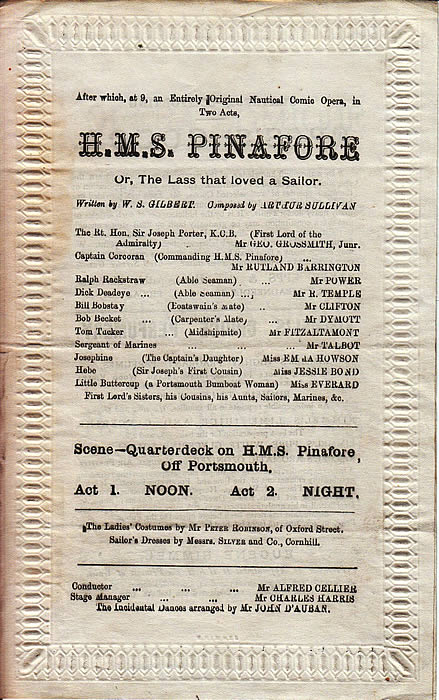 After which, at 9, an Entirely Original Nautical Comic Opera, in
Two Acts,
H.M.S. PINAFORE
Or, The Lass that loved a Sailor.
Written by W. S. GILBERT. Composed by ARTHUR SULLIVAN
The Rt. Hon. Sir Joseph Porter, K.C.B. (First Lord of the
Admiralty) Mr GEO. GROSSMITH, Junr.
Captain Corcoran (Commanding H.M.S. Pinafore) ...
Mr RUTLAND BARRINGTON
Ralph Rackstraw (Able Seaman) ... Mr POWER
Dick Deadeye ... (Able Seaman) ... Mr R. TEMPLE
Bill Bobstay (Boatswain's Mate) .. Mr CLIFTON
Bob Becket (Carpenter's Mate) ... Mr DYMOTT
Tom Tucker ... (Midshipmite) Mr FITZALTAMONT
Sergeant of Marines ... ... ... Mr TALBOT
Josephine (The Captain's Daughter) Miss EMMA HOWSON
Hebe (Sir Joseph's First Cousin) Miss JESSIE BOND
Little Buttercup (a Portsmouth Bumboat Woman) Miss EVERARD
First Lord's Sisters, his Cousins, his Aunts, Sailors, Marines, &c.
Scene—Quarterdeck on H.M.S. Pinafore,
Off Portsmouth.
Act 1. NOON. Act 2. NIGHT.
The Ladies' Costumes by Mr PETER ROBINSON, of Oxford Street.
Sailor's Dresses by Messrs. SILVER and Co., Cornhill.
Conductor ... ... ... Mr ALFRED CELLIER
Stage Manager ... ... ... Mr CHARLES HARRIS
The Incidental Dances arranged by Mr JOHN D'AUBAN.